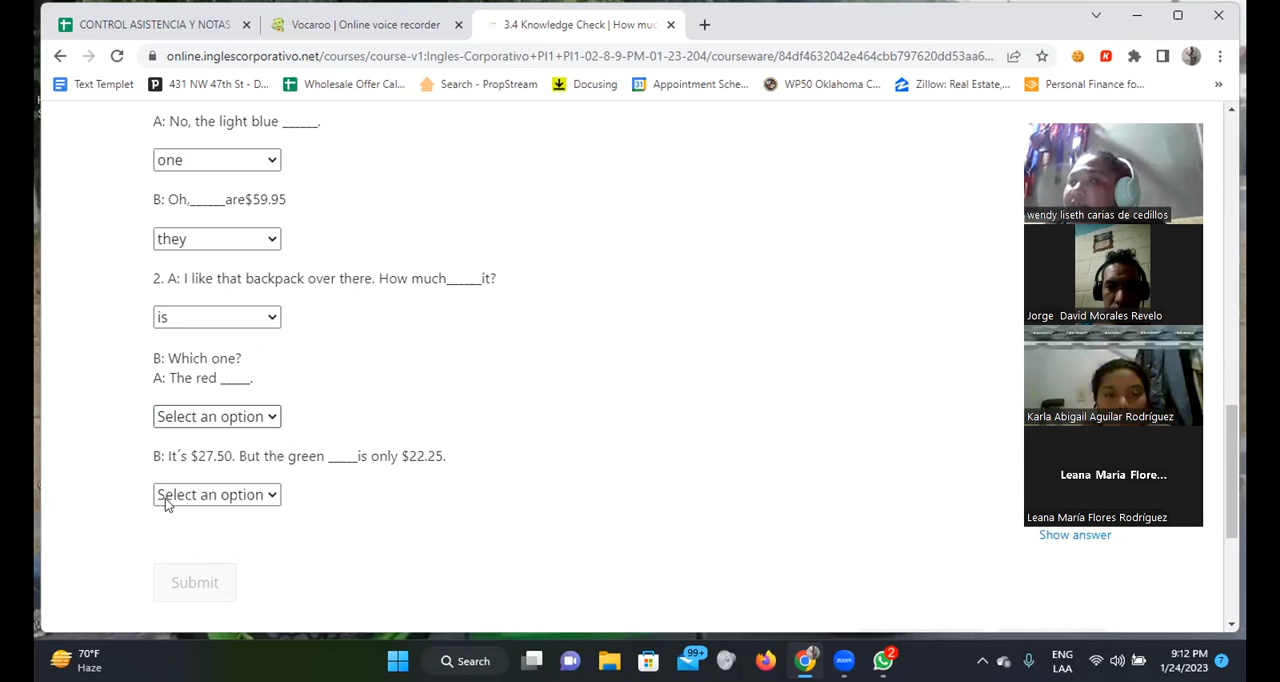 CONTROL ASISTENCIA Y NOTAS
Vocaroo | Online voice recorder
3.4 Knowledge Check | How muc
online.inglescorporativo.net/courses/course-v1:Ingles-Corporativo+PI1+PI1-02-8-9-PM-01-23-204/courseware/84df4632042e464cbb797620dd53aa6...
Text Templet
431 NW 47th St - D...
Wholesale Offer Cal...
Search - PropStream
Docusing
Appointment Sche...
WP50 Oklahoma C...
Zillow: Real Estate,...
Personal Finance fo...
»
A: No, the light blue ______.
one
B: Oh,______are$59.95
they
2. A: I like that backpack over there. How much______it?
is
B: Which one?
A: The red _____.
Select an option
B: It´s $27.50. But the green _____is only $22.25.
Select an option
Submit
wendy liseth carias de cedillos
Jorge David Morales Revelo
Karla Abigail Aguilar Rodríguez
Leana María Flore...
Leana María Flores Rodríguez
Show answer
70°F
Haze
Search
99+
2
ENG
LAA
9:12 PM
1/24/2023
7